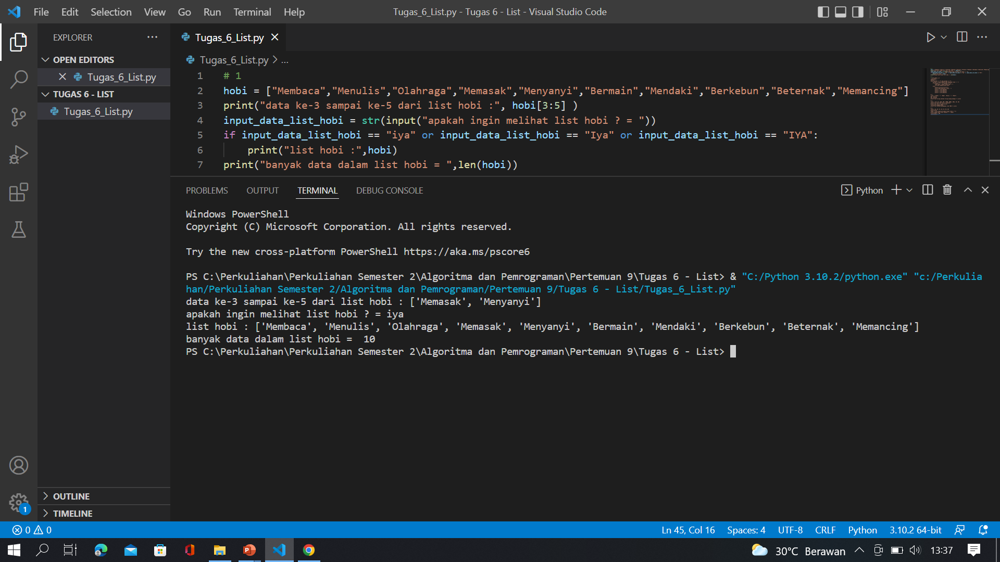 File Edit Selection View Go Run Terminal Help Tugas_6_List.py - Tugas 6 - List - Visual Studio Code
EXPLORER
OPEN EDITORS
Tugas_6_List.py
TUGAS 6 - LIST
Tugas_6_List.py
OUTLINE
TIMELINE
Tugas_6_List.py
Tugas_6_List.py > ...
1 # 1
2 hobi = ["Membaca","Menulis","Olahraga","Memasak","Menyanyi","Bermain","Mendaki","Berkebun","Beternak","Memancing"]
3 print("data ke-3 sampai ke-5 dari list hobi :", hobi[3:5] )
4 input_data_list_hobi = str(input("apakah ingin melihat list hobi ? = "))
5 if input_data_list_hobi == "iya" or input_data_list_hobi == "Iya" or input_data_list_hobi == "IYA":
6     print("list hobi :",hobi)
7 print("banyak data dalam list hobi = ",len(hobi))
PROBLEMS OUTPUT TERMINAL DEBUG CONSOLE Python
Windows PowerShell
Copyright (C) Microsoft Corporation. All rights reserved.
Try the new cross-platform PowerShell https://aka.ms/pscore6
PS C:\Perkuliahan\Perkuliahan Semester 2\Algoritma dan Pemrograman\Pertemuan 9\Tugas 6 - List> & "C:/Python 3.10.2/python.exe" "c:/Perkulia
han/Perkuliahan Semester 2/Algoritma dan Pemrograman/Pertemuan 9/Tugas 6 - List/Tugas_6_List.py"
data ke-3 sampai ke-5 dari list hobi : ['Memasak', 'Menyanyi']
apakah ingin melihat list hobi ? = iya
list hobi : ['Membaca', 'Menulis', 'Olahraga', 'Memasak', 'Menyanyi', 'Bermain', 'Mendaki', 'Berkebun', 'Beternak', 'Memancing']
banyak data dalam list hobi =  10
PS C:\Perkuliahan\Perkuliahan Semester 2\Algoritma dan Pemrograman\Pertemuan 9\Tugas 6 - List>
1
0 0 Ln 45, Col 16 Spaces: 4 UTF-8 CRLF Python 3.10.2 64-bit
30°C Berawan 13:37